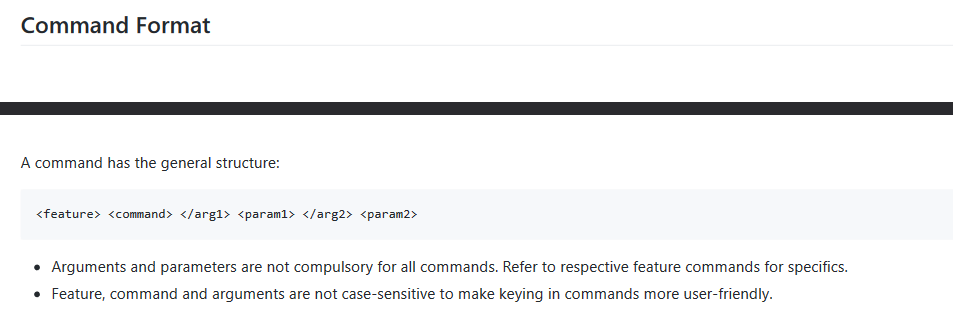 Command Format
A command has the general structure:
<feature> <command> </arg1> <param1> </arg2> <param2>
• Arguments and parameters are not compulsory for all commands. Refer to respective feature commands for specifics.
• Feature, command and arguments are not case-sensitive to make keying in commands more user-friendly.